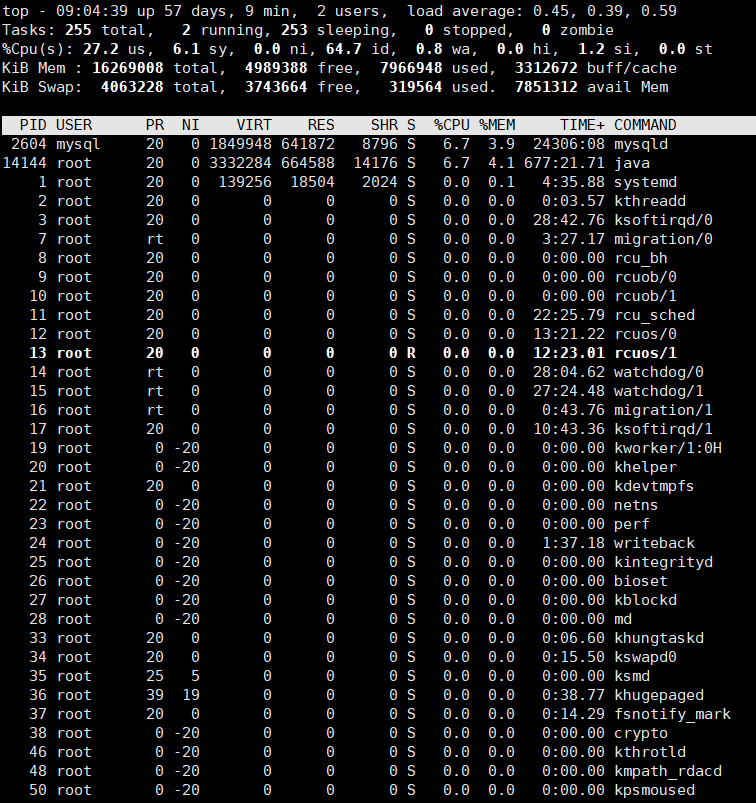 top - 09:04:39 up 57 days, 9 min,  2 users,  load average: 0.45, 0.39, 0.59
Tasks: 255 total,   2 running, 253 sleeping,   0 stopped,   0 zombie
%Cpu(s): 27.2 us,  6.1 sy,  0.0 ni, 64.7 id,  0.8 wa,  0.0 hi,  1.2 si,  0.0 st
KiB Mem : 16269008 total,  4989388 free,  7966948 used,  3312672 buff/cache
KiB Swap:  4063228 total,  3743664 free,   319564 used.  7851312 avail Mem
  PID USER      PR  NI    VIRT    RES    SHR S  %CPU %MEM     TIME+ COMMAND
 2604 mysql     20   0 1849948 641872   8796 S   6.7  3.9  24306:08 mysqld
14144 root      20   0 3332284 664588  14176 S   6.7  4.1 677:21.71 java
    1 root      20   0  139256  18504   2024 S   0.0  0.1   4:35.88 systemd
    2 root      20   0       0      0      0 S   0.0  0.0   0:03.57 kthreadd
    3 root      20   0       0      0      0 S   0.0  0.0  28:42.76 ksoftirqd/0
    7 root      rt   0       0      0      0 S   0.0  0.0   3:27.17 migration/0
    8 root      20   0       0      0      0 S   0.0  0.0   0:00.00 rcu_bh
    9 root      20   0       0      0      0 S   0.0  0.0   0:00.00 rcuob/0
   10 root      20   0       0      0      0 S   0.0  0.0   0:00.00 rcuob/1
   11 root      20   0       0      0      0 S   0.0  0.0  22:25.79 rcu_sched
   12 root      20   0       0      0      0 S   0.0  0.0  13:21.22 rcuos/0
   13 root      20   0       0      0      0 R   0.0  0.0  12:23.01 rcuos/1
   14 root      rt   0       0      0      0 S   0.0  0.0  28:04.62 watchdog/0
   15 root      rt   0       0      0      0 S   0.0  0.0  27:24.48 watchdog/1
   16 root      rt   0       0      0      0 S   0.0  0.0   0:43.76 migration/1
   17 root      20   0       0      0      0 S   0.0  0.0  10:43.36 ksoftirqd/1
   19 root       0 -20       0      0      0 S   0.0  0.0   0:00.00 kworker/1:0H
   20 root       0 -20       0      0      0 S   0.0  0.0   0:00.00 khelper
   21 root      20   0       0      0      0 S   0.0  0.0   0:00.00 kdevtmpfs
   22 root       0 -20       0      0      0 S   0.0  0.0   0:00.00 netns
   23 root       0 -20       0      0      0 S   0.0  0.0   0:00.00 perf
   24 root       0 -20       0      0      0 S   0.0  0.0   1:37.18 writeback
   25 root       0 -20       0      0      0 S   0.0  0.0   0:00.00 kintegrityd
   26 root       0 -20       0      0      0 S   0.0  0.0   0:00.00 bioset
   27 root       0 -20       0      0      0 S   0.0  0.0   0:00.00 kblockd
   28 root       0 -20       0      0      0 S   0.0  0.0   0:00.00 md
   33 root      20   0       0      0      0 S   0.0  0.0   0:06.60 khungtaskd
   34 root      20   0       0      0      0 S   0.0  0.0   0:15.50 kswapd0
   35 root      25   5       0      0      0 S   0.0  0.0   0:00.00 ksmd
   36 root      39  19       0      0      0 S   0.0  0.0   0:38.77 khugepaged
   37 root      20   0       0      0      0 S   0.0  0.0   0:14.29 fsnotify_mark
   38 root       0 -20       0      0      0 S   0.0  0.0   0:00.00 crypto
   46 root       0 -20       0      0      0 S   0.0  0.0   0:00.00 kthrotld
   48 root       0 -20       0      0      0 S   0.0  0.0   0:00.00 kmpath_rdacd
   50 root       0 -20       0      0      0 S   0.0  0.0   0:00.00 kpsmoused